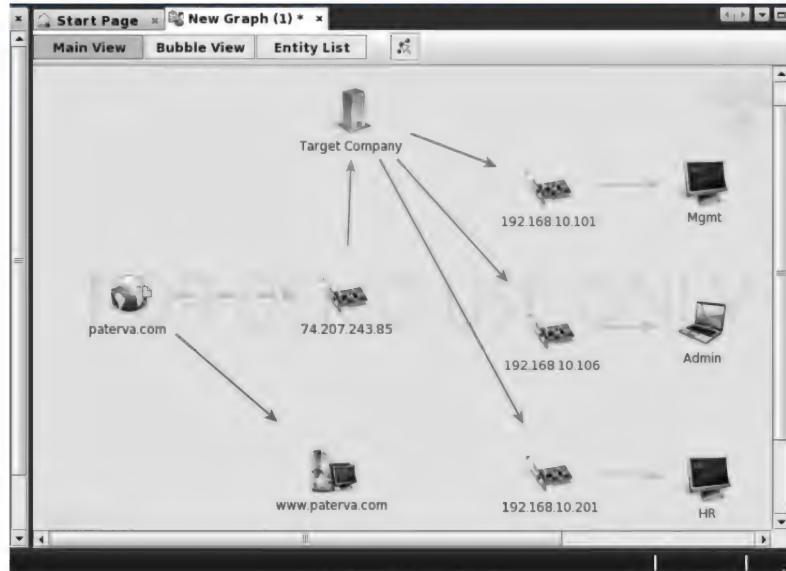 Start Page
New Graph (1) *
Main View
Bubble View
Entity List
Target Company
192.168.10.101
Mgmt
paterva.com
74.207.243.85
192.168.10.106
Admin
www.paterva.com
192.168.10.201
HR